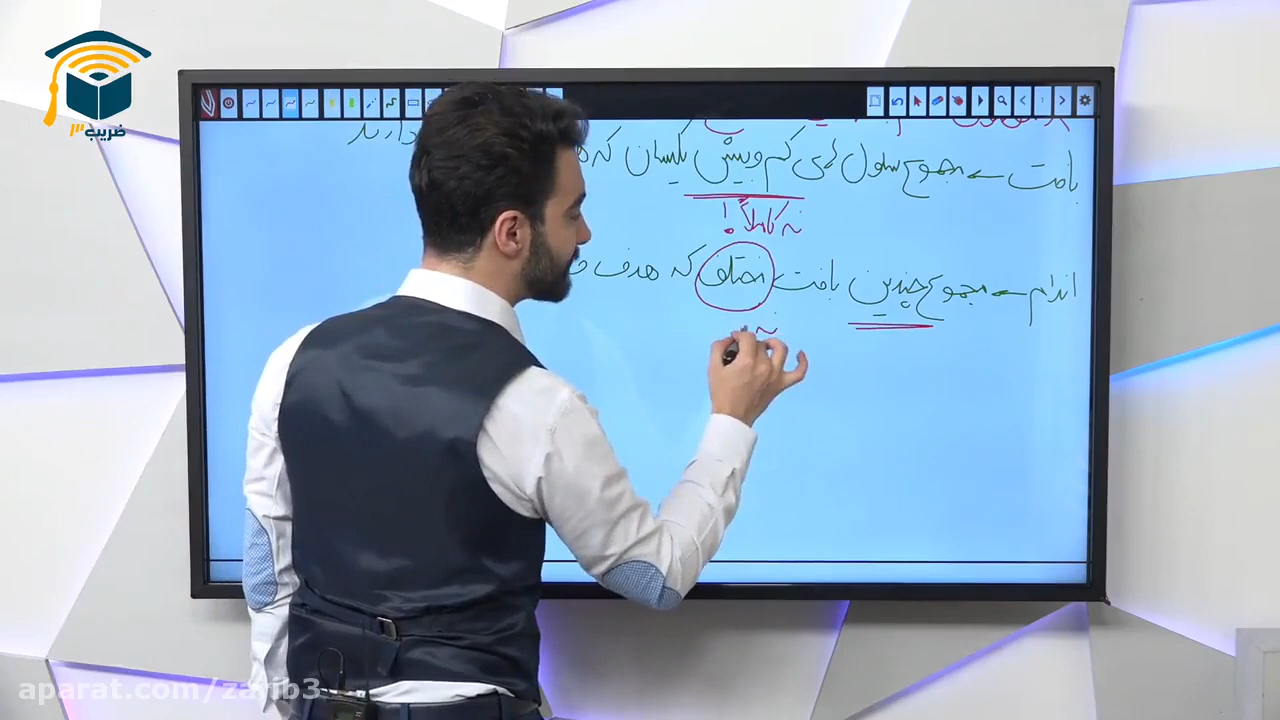 ضریب ۳
بافت ← مجموع سلول های کم و بیش یکسان که دارند
نه کاملاً!
اندام ← مجموع چندین بافت مختلف که هدف
aparat.com/zarib3